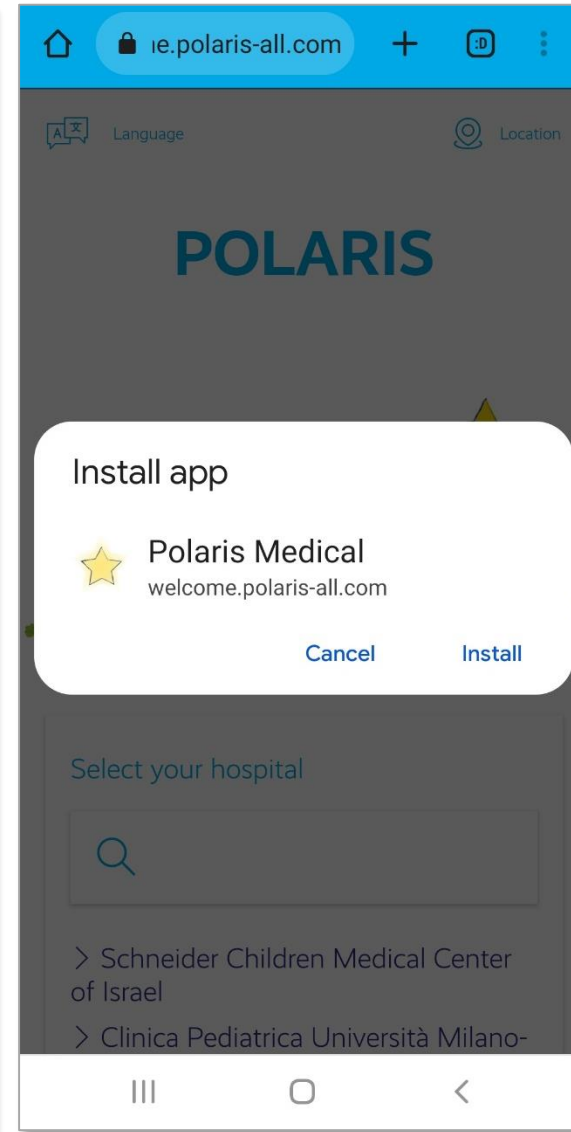 ıe.polaris-all.com
:D
Language
Location
POLARIS
Install app
Polaris Medical
welcome.polaris-all.com
Cancel
Install
Select your hospital
> Schneider Children Medical Center
of Israel
> Clinica Pediatrica Università Milano-